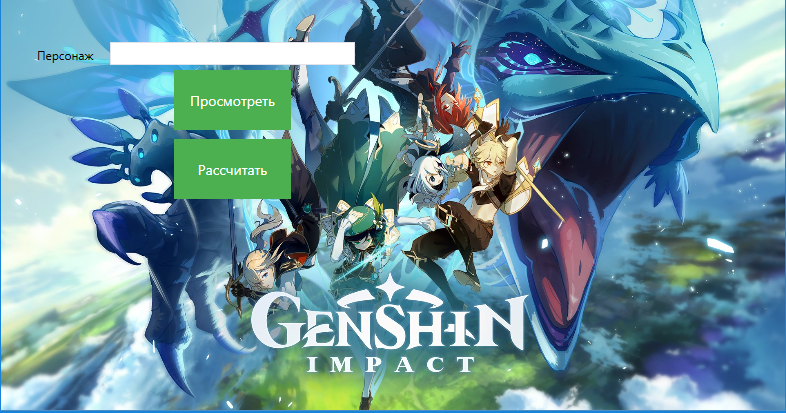 Персонаж
Просмотреть
Рассчитать
GENSHIN
IMPACT